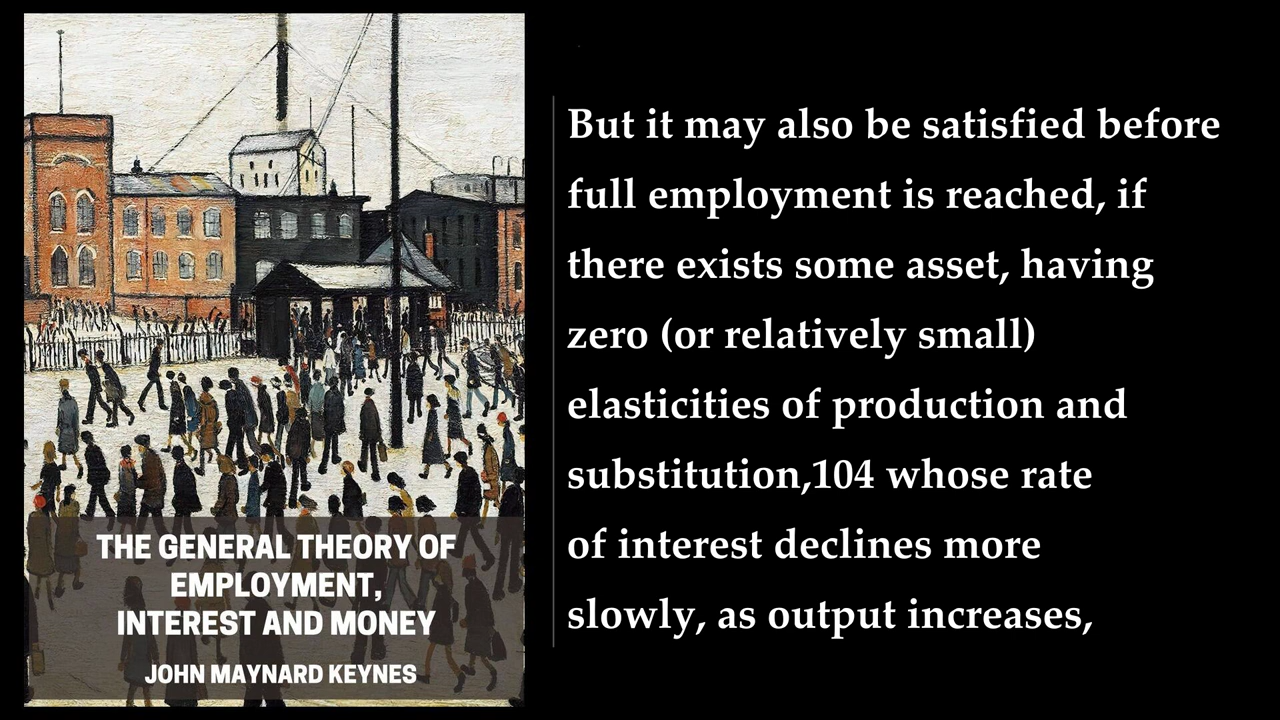 THE GENERAL THEORY OF
EMPLOYMENT,
INTEREST AND MONEY
JOHN MAYNARD KEYNES
But it may also be satisfied before
full employment is reached, if
there exists some asset, having
zero (or relatively small)
elasticities of production and
substitution,104 whose rate
of interest declines more
slowly, as output increases,